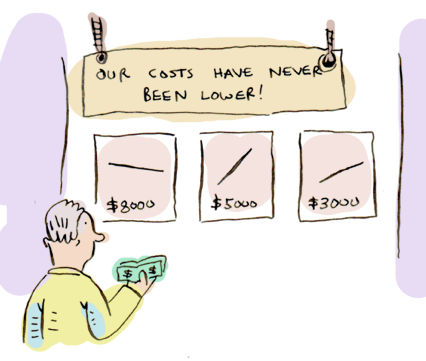 OUR COSTS HAVE NEVER
BEEN LOWER!
$8000
$5000
$3000
$ $